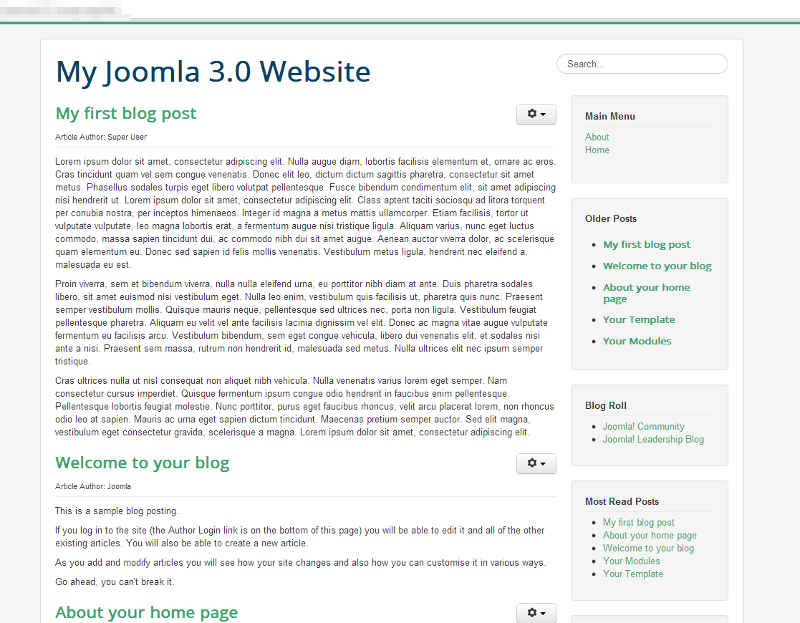 My Joomla 3.0 Website
Search...
My first blog post
Article Author: Super User
Lorem ipsum dolor sit amet, consectetur adipiscing elit. Nulla augue diam, lobortis facilisis elementum et, ornare ac eros.
Cras tincidunt quam vel sem congue venenatis. Donec elit leo, dictum dictum sagittis pharetra, consectetur sit amet
metus. Phasellus sodales turpis eget libero volutpat pellentesque. Fusce bibendum condimentum elit, sit amet adipiscing
nisi hendrerit ut. Lorem ipsum dolor sit amet, consectetur adipiscing elit. Class aptent taciti sociosqu ad litora torquent
per conubia nostra, per inceptos himenaeos. Integer id magna a metus mattis ullamcorper. Etiam facilisis, tortor ut
vulputate vulputate, leo magna lobortis erat, a fermentum augue nisi tristique ligula. Aliquam varius, nunc eget luctus
commodo, massa sapien tincidunt dui, ac commodo nibh dui sit amet augue. Aenean auctor viverra dolor, ac scelerisque
quam elementum eu. Donec sed sapien id felis mollis venenatis. Vestibulum metus ligula, hendrerit nec eleifend a,
malesuada eu est.
Proin viverra, sem et bibendum viverra, nulla nulla eleifend urna, eu porttitor nibh diam at ante. Duis pharetra sodales
libero, sit amet euismod nisi vestibulum eget. Nulla leo enim, vestibulum quis facilisis ut, pharetra quis nunc. Praesent
semper vestibulum mollis. Quisque mauris neque, pellentesque sed ultrices nec, porta non ligula. Vestibulum feugiat
pellentesque pharetra. Aliquam eu velit vel ante facilisis lacinia dignissim vel elit. Donec ac magna vitae augue vulputate
fermentum eu facilisis arcu. Vestibulum bibendum, sem eget congue vehicula, libero dui venenatis elit, et sodales nisi
ante a nisi. Praesent sem massa, rutrum non hendrerit id, malesuada sed metus. Nulla ultrices elit nec ipsum semper
tristique.
Cras ultrices nulla ut nisl consequat non aliquet nibh vehicula. Nulla venenatis varius lorem eget semper. Nam
consectetur cursus imperdiet. Quisque fermentum ipsum congue odio hendrerit in faucibus enim pellentesque.
Pellentesque lobortis feugiat molestie. Nunc porttitor, purus eget faucibus rhoncus, velit arcu placerat lorem, non rhoncus
odio leo at sapien. Mauris ac urna eget sapien dictum tincidunt. Maecenas pretium semper auctor. Sed elit magna,
vestibulum eget consectetur gravida, scelerisque a magna. Lorem ipsum dolor sit amet, consectetur adipiscing elit.
Welcome to your blog
Article Author: Joomla
This is a sample blog posting.
If you log in to the site (the Author Login link is on the bottom of this page) you will be able to edit it and all of the other
existing articles. You will also be able to create a new article.
As you add and modify articles you will see how your site changes and also how you can customise it in various ways.
Go ahead, you can't break it.
About your home page
Main Menu
About
Home
Older Posts
My first blog post
Welcome to your blog
About your home
page
Your Template
Your Modules
Blog Roll
Joomla! Community
Joomla! Leadership Blog
Most Read Posts
My first blog post
About your home page
Welcome to your blog
Your Modules
Your Template